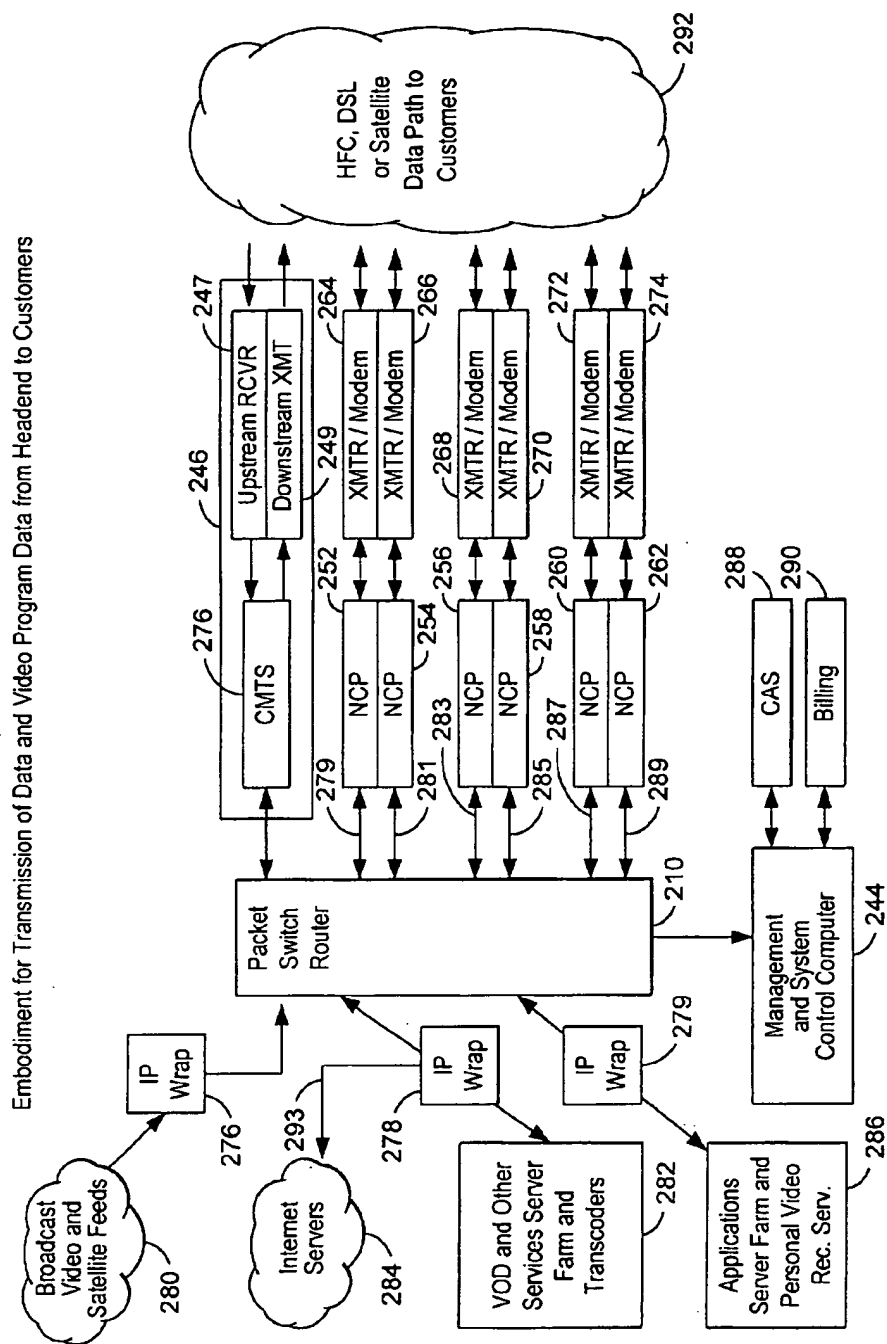 Embodiment for Transmission of Data and Video Program Data from Headend to Customers
Broadcast
Video and
Satellite Feeds
280
IP
Wrap
276
293
Internet
Servers
284
IP
Wrap
278
VOD and Other
Services Server
Farm and
Transcoders
282
IP
Wrap
279
Applications
Server Farm and
Personal Video
Rec. Serv.
286
Packet
Switch
Router
210
Management
and System
Control Computer
244
CAS
288
Billing
290
246
276
CMTS
247
Upstream RCVR
Downstream XMT
249
279
252
NCP
NCP
254
281
264
XMTR / Modem
XMTR / Modem
266
283
256
NCP
NCP
258
285
268
XMTR / Modem
XMTR / Modem
270
287
260
NCP
NCP
262
289
272
XMTR / Modem
XMTR / Modem
274
HFC, DSL
or Satellite
Data Path to
Customers
292